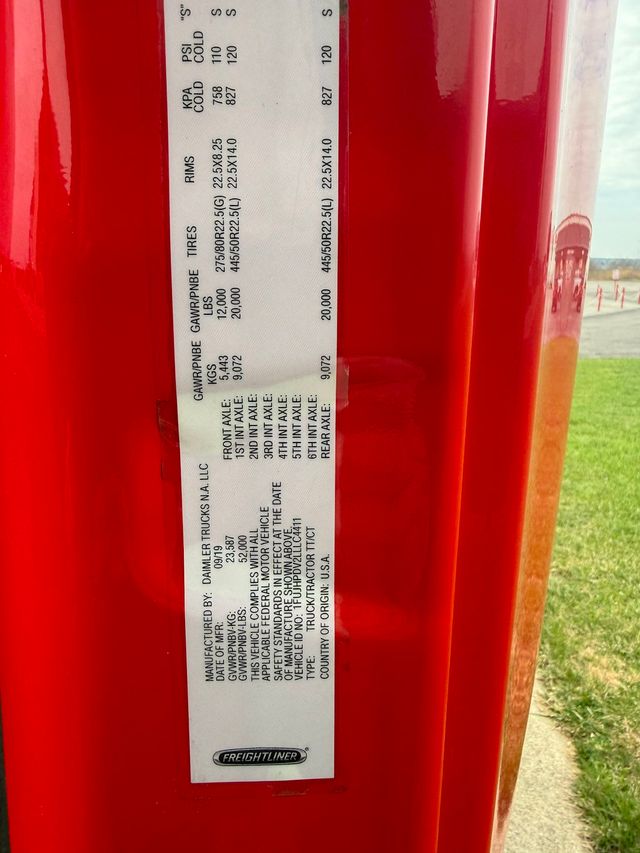 MANUFACTURED BY: DAIMLER TRUCKS N.A. LLC
DATE OF MFR: 09/19
GVWR/PNBV-KG: 23,587
GVWR/PNBV-LBS: 52,000
THIS VEHICLE COMPLIES WITH ALL
APPLICABLE FEDERAL MOTOR VEHICLE
SAFETY STANDARDS IN EFFECT AT THE DATE
OF MANUFACTURE SHOWN ABOVE.
VEHICLE ID NO: 1FUJHPDV2LLLC4411
TYPE: TRUCK/TRACTOR TT/CT
COUNTRY OF ORIGIN: U.S.A.
GAWR/PNBE KGS GAWR/PNBE LBS TIRES RIMS KPA COLD PSI COLD "S"
FRONT AXLE: 5,443 12,000 275/80R22.5(G) 22.5X8.25 758 110 S
1ST INT AXLE: 9,072 20,000 445/50R22.5(L) 22.5X14.0 827 120 S
2ND INT AXLE:
3RD INT AXLE:
4TH INT AXLE:
5TH INT AXLE:
6TH INT AXLE:
REAR AXLE: 9,072 20,000 445/50R22.5(L) 22.5X14.0 827 120 S
FREIGHTLINER®